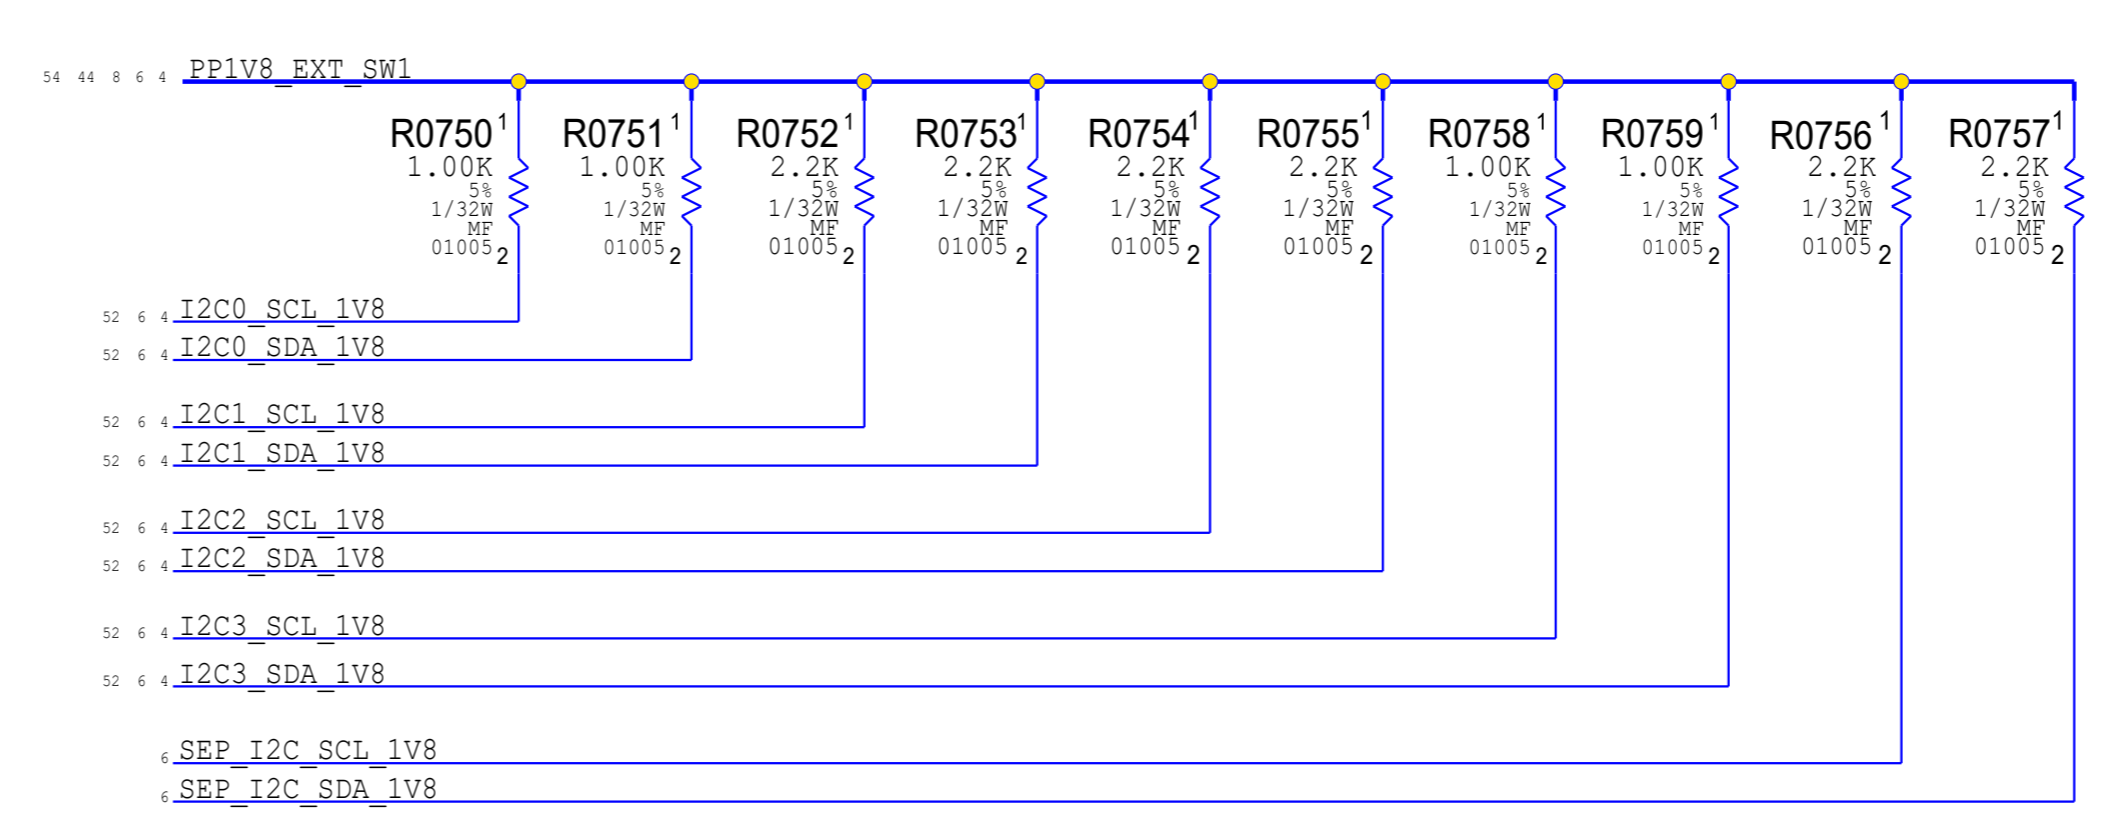 54 44 8 6 4 PP1V8_EXT_SW1
R0750 1
1.00K
5%
1/32W
MF
01005 2
R0751 1
1.00K
5%
1/32W
MF
01005 2
R0752 1
2.2K
5%
1/32W
MF
01005 2
R0753 1
2.2K
5%
1/32W
MF
01005 2
R0754 1
2.2K
5%
1/32W
MF
01005 2
R0755 1
2.2K
5%
1/32W
MF
01005 2
R0758 1
1.00K
5%
1/32W
MF
01005 2
R0759 1
1.00K
5%
1/32W
MF
01005 2
R0756 1
2.2K
5%
1/32W
MF
01005 2
R0757 1
2.2K
5%
1/32W
MF
01005 2
52 6 4 I2C0_SCL_1V8
52 6 4 I2C0_SDA_1V8
52 6 4 I2C1_SCL_1V8
52 6 4 I2C1_SDA_1V8
52 6 4 I2C2_SCL_1V8
52 6 4 I2C2_SDA_1V8
52 6 4 I2C3_SCL_1V8
52 6 4 I2C3_SDA_1V8
6 SEP_I2C_SCL_1V8
6 SEP_I2C_SDA_1V8